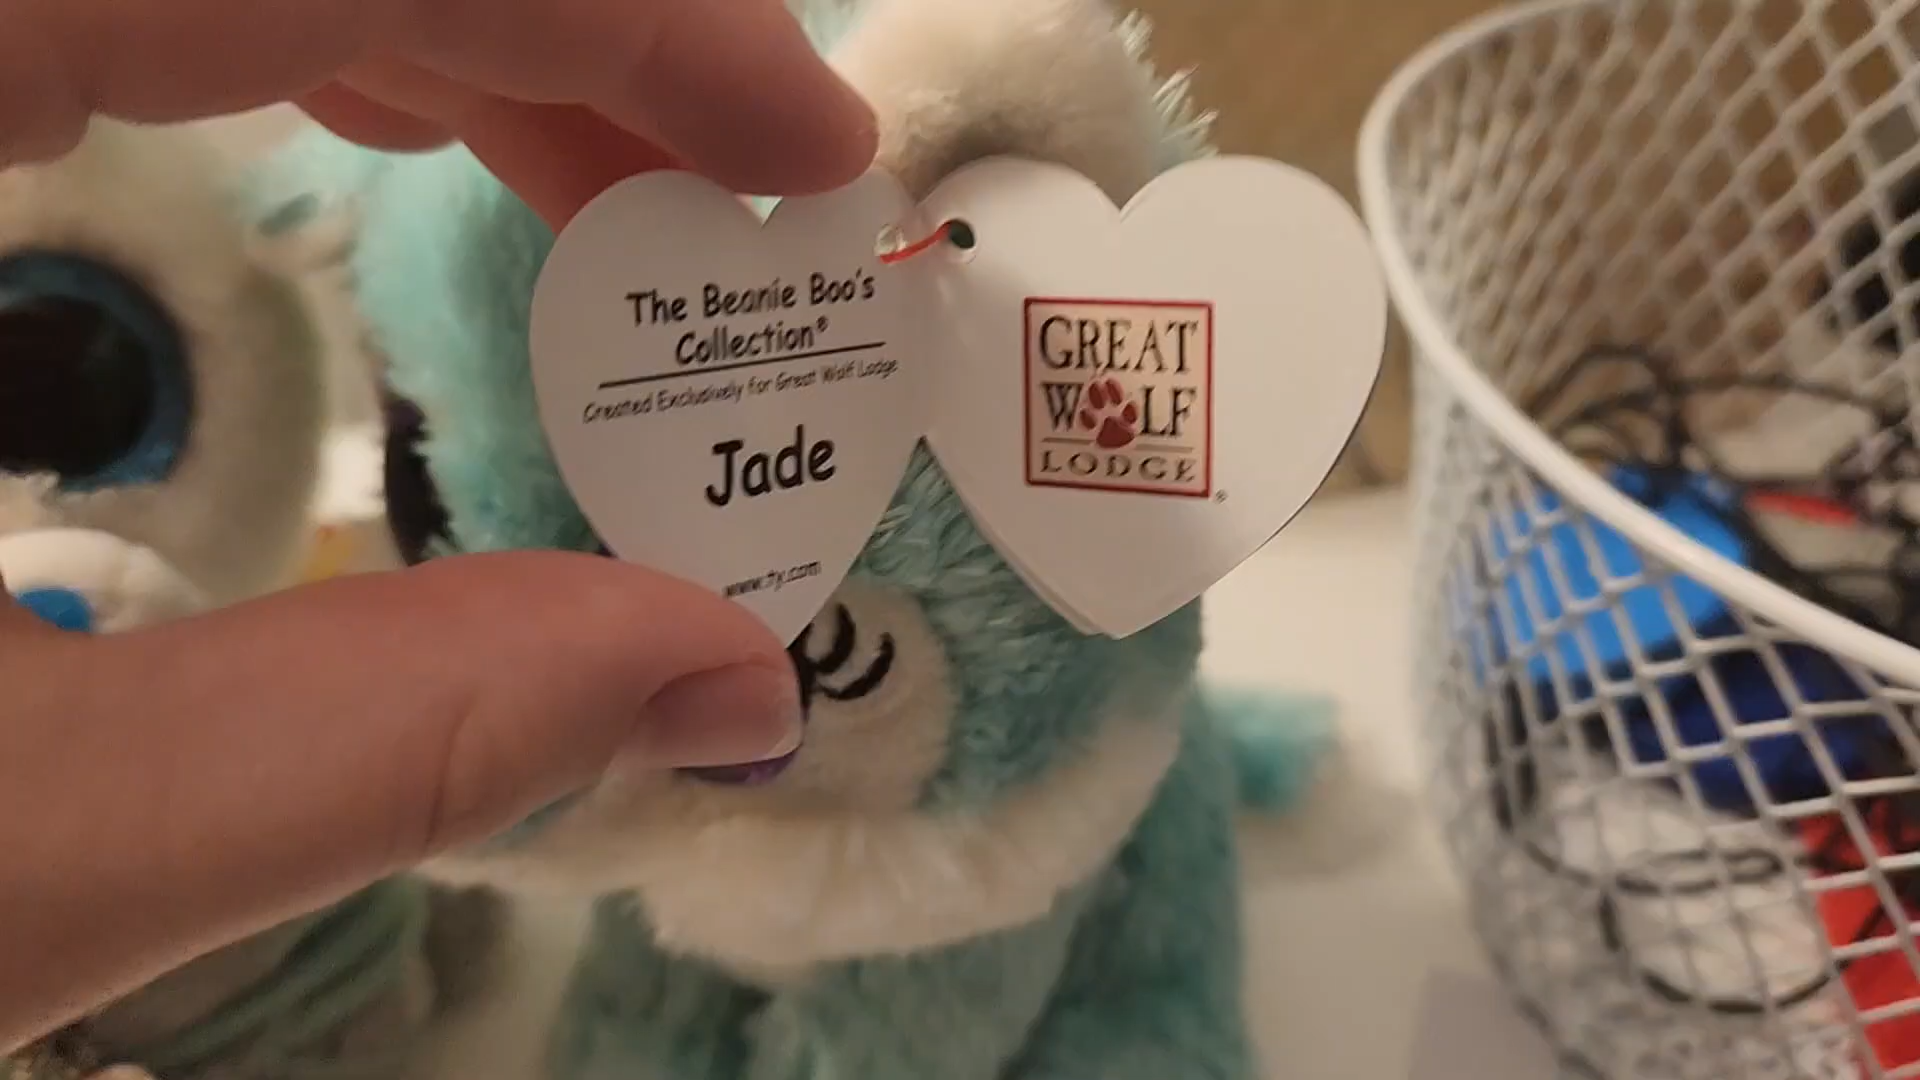 The Beanie Boo's
Collection®
Created Exclusively for Great Wolf Lodge
Jade
www.ty.com
GREAT
WOLF
LODGE
®